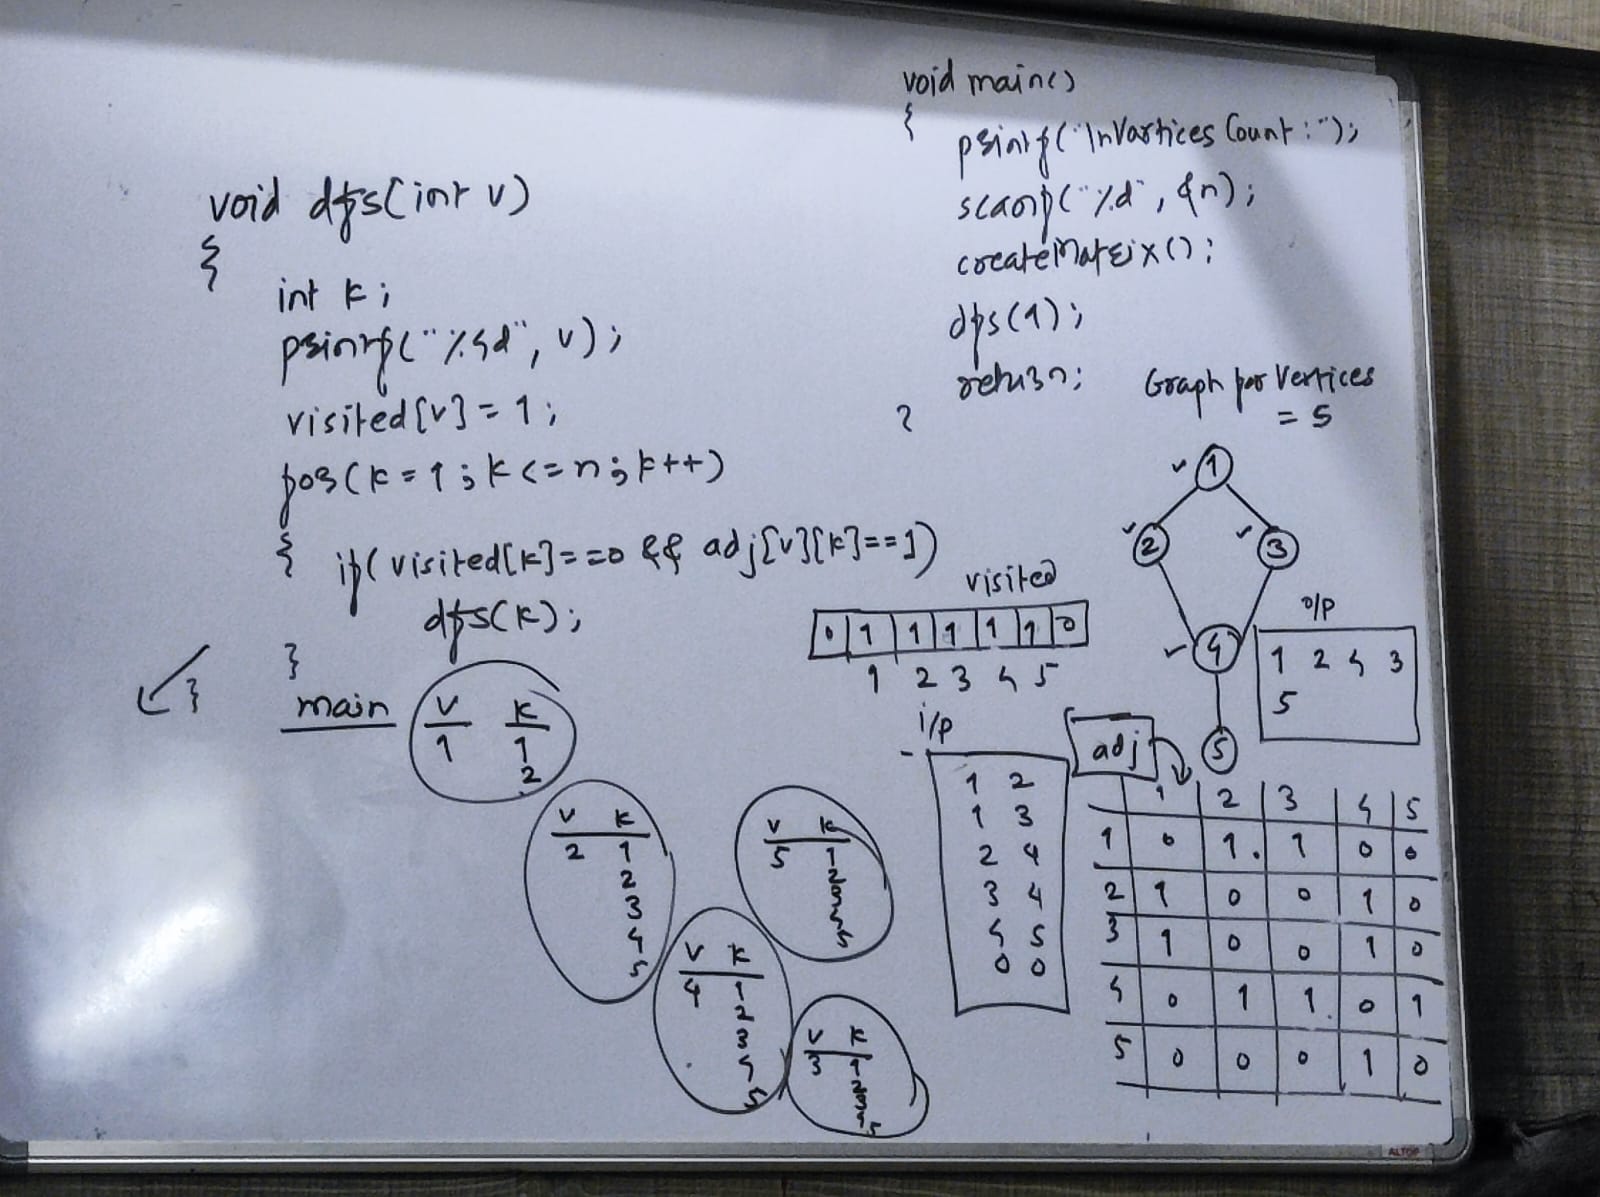 void dfs(int v)
{
int k;
printf("%4d", v);
visited[v] = 1;
for(k=1; k<=n; k++)
{ if(visited[k]==0 && adj[v][k]==1)
dfs(k);
}
}
void main()
{
printf("\nVartices Count :");
scanf("%d", &n);
createMatrix();
dfs(1);
return;
}
Graph for Vertices
= 5
1
2 3
4
5
visited
0 1 1 1 1 1 0
1 2 3 4 5
o/p
1 2 4 3
5
main
v k
1 1
2
v k
2 1
2
3
4
5
v k
5 1
2
3
4
5
v k
4 1
2
3
4
5
v k
3 1
2
3
4
5
i/p
1 2
1 3
2 4
3 4
4 5
0 0
adj
1 2 3 4 5
1 0 1 1 0 0
2 1 0 0 1 0
3 1 0 0 1 0
4 0 1 1 0 1
5 0 0 0 1 0
ALTOP